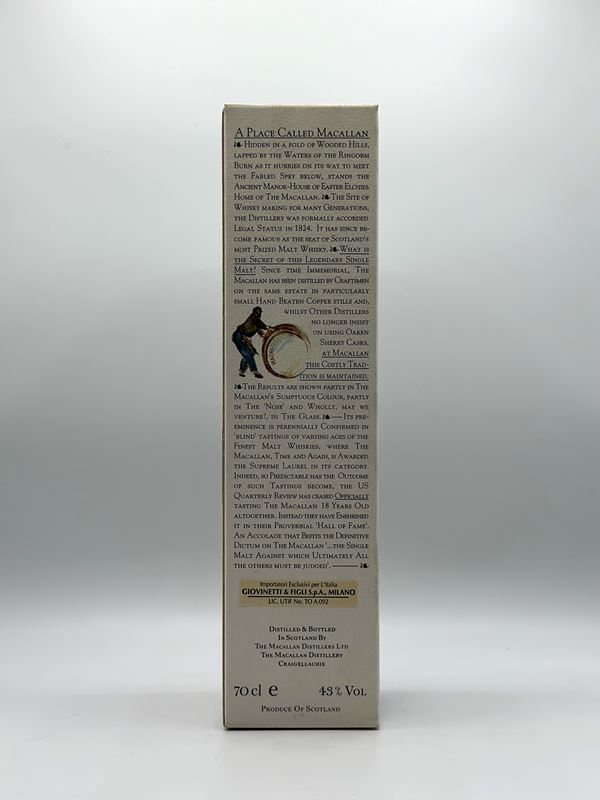 A Place Called Macallan
Hidden in a fold of Wooded Hills,
lapped by the Waters of the Ringorm
Burn as it hurries on its way to meet
the Fabled Spey below, stands the
Ancient Manor-House of Easter Elchies.
Home of The Macallan. The Site of
Whisky making for many Generations,
the Distillery was formally accorded
Legal Status in 1824. It has since be-
come famous as the seat of Scotland's
most Prized Malt Whisky. What is
the Secret of this Legendary Single
Malt? Since time Immemorial, The
Macallan has been distilled by Craftsmen
on the same estate in particularly
small Hand Beaten Copper stills and,
whilst Other Distillers
no longer insist
on using Oaken
Sherry Casks,
at Macallan
this Costly Trad-
ition is maintained.
The Results are shown partly in The
Macallan's Sumptuous Colour, partly
in The 'Nose' and Wholly, may we
venture?, in The Glass. — Its pre-
eminence is perennially Confirmed in
'blind' tastings of varying ages of the
Finest Malt Whiskies, where The
Macallan, Time and Again, is Awarded
the Supreme Laurel in its category.
Indeed, so Predictable has the Outcome
of such Tastings become, the US
Quarterly Review has ceased Officially
tasting The Macallan 18 Years Old
altogether. Instead they have Enshrined
it in their Proverbial 'Hall of Fame'.
An Accolade that Befits the Definitive
Dictum on The Macallan '...the Single
Malt Against which Ultimately All
the others must be judged'. —
Importatori Esclusivi per L'Italia
GIOVINETTI & FIGLI S.p.A., MILANO
LIC. UTIF No. TO A 092
Distilled & Bottled
In Scotland By
The Macallan Distillers Ltd
The Macallan Distillery
Craigellachie
70 cl e 43% Vol
Produce Of Scotland